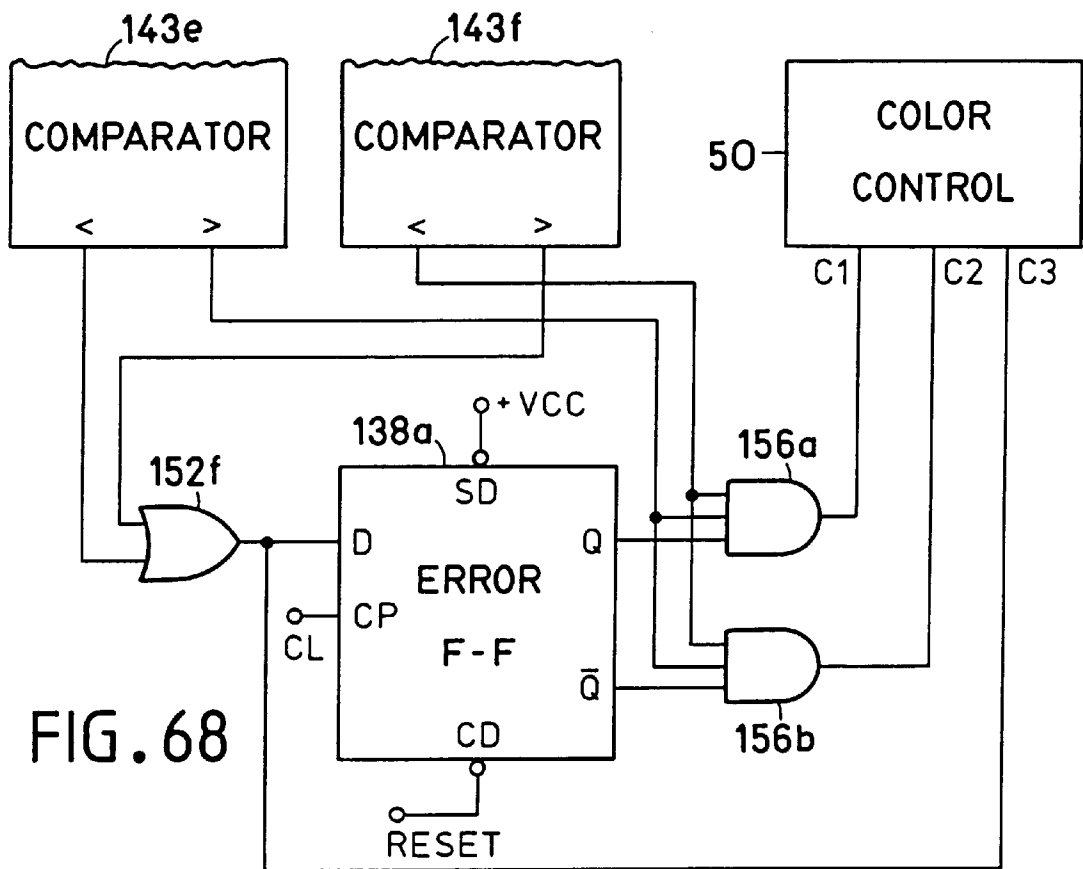 143e
143f
COMPARATOR
< >
COMPARATOR
< >
COLOR
CONTROL
50
C1 C2 C3
+VCC
138a
SD
152f
D
Q
ERROR
F-F
CP
CL
Q̅
CD
RESET
156a
156b
FIG. 68